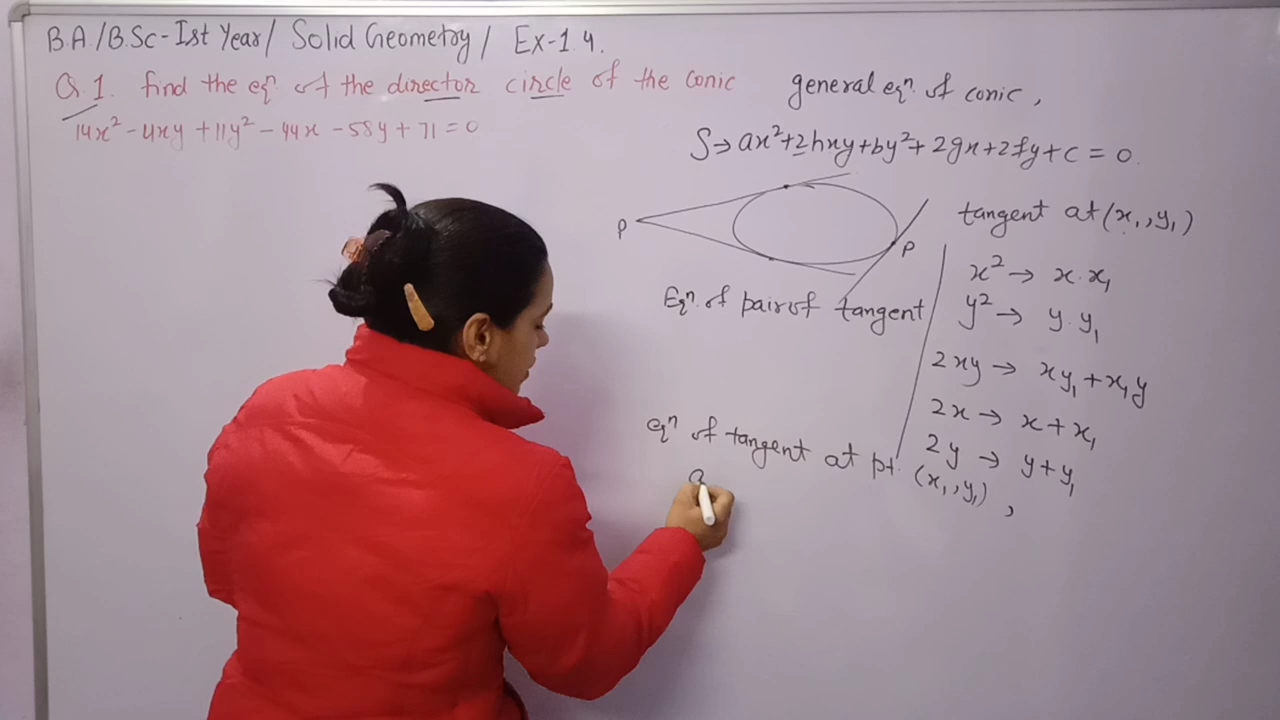 B.A./B.Sc-Ist Year/ Solid Geometry/ Ex-1.4.
Q.1. find the eqⁿ of the director circle of the conic
14x² - 4xy + 11y² - 44x - 58y + 71 = 0
general eqⁿ. of conic,
S→ ax²+2hxy+by²+2gx+2fy+c = 0.
P
P
Eqⁿ. of pair of tangent
tangent at (x₁,y₁)
x² → x.x₁
y² → y.y₁
2xy → xy₁+x₁y
2x → x+x₁
2y → y+y₁
eqⁿ of tangent at pt. (x₁,y₁),